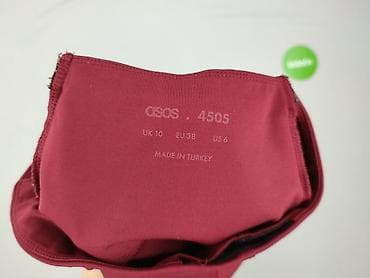 asos . 4505
UK 10 EU 38 US 6
MADE IN TURKEY